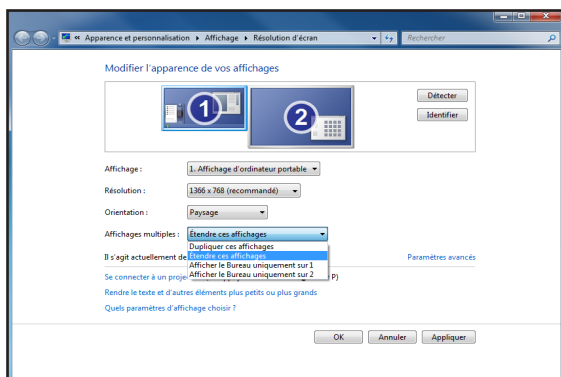 « Apparence et personnalisation ▸ Affichage ▸ Résolution d'écran
Rechercher
Modifier l'apparence de vos affichages
1
2
Détecter
Identifier
Affichage :
1. Affichage d'ordinateur portable
Résolution :
1366 x 768 (recommandé)
Orientation :
Paysage
Affichages multiples :
Étendre ces affichages
Dupliquer ces affichages
Étendre ces affichages
Afficher le Bureau uniquement sur 1
Afficher le Bureau uniquement sur 2
Il s'agit actuellement de
Paramètres avancés
Se connecter à un proje
P)
Rendre le texte et d'autres éléments plus petits ou plus grands
Quels paramètres d'affichage choisir ?
OK
Annuler
Appliquer